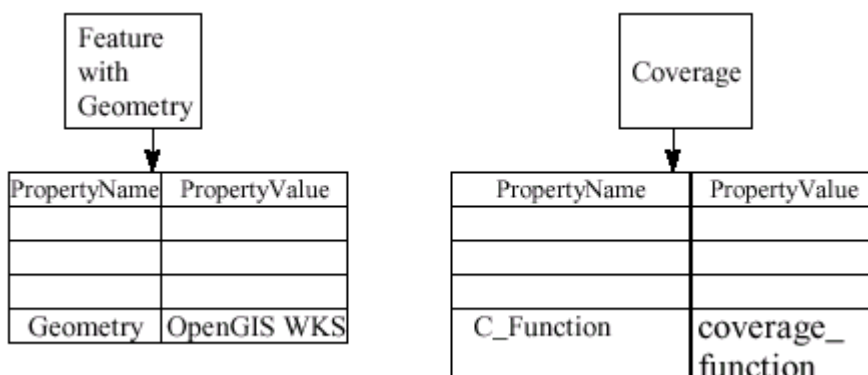 Feature
with
Geometry
PropertyName PropertyValue
Geometry OpenGIS WKS
Coverage
PropertyName PropertyValue
C_Function coverage_
function